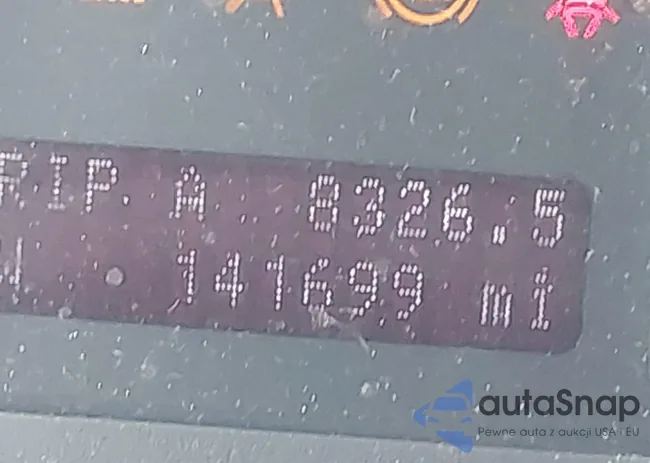 RIP A 8326.5
141699 mi
autaSnap
Pewne auta z aukcji USA i EU